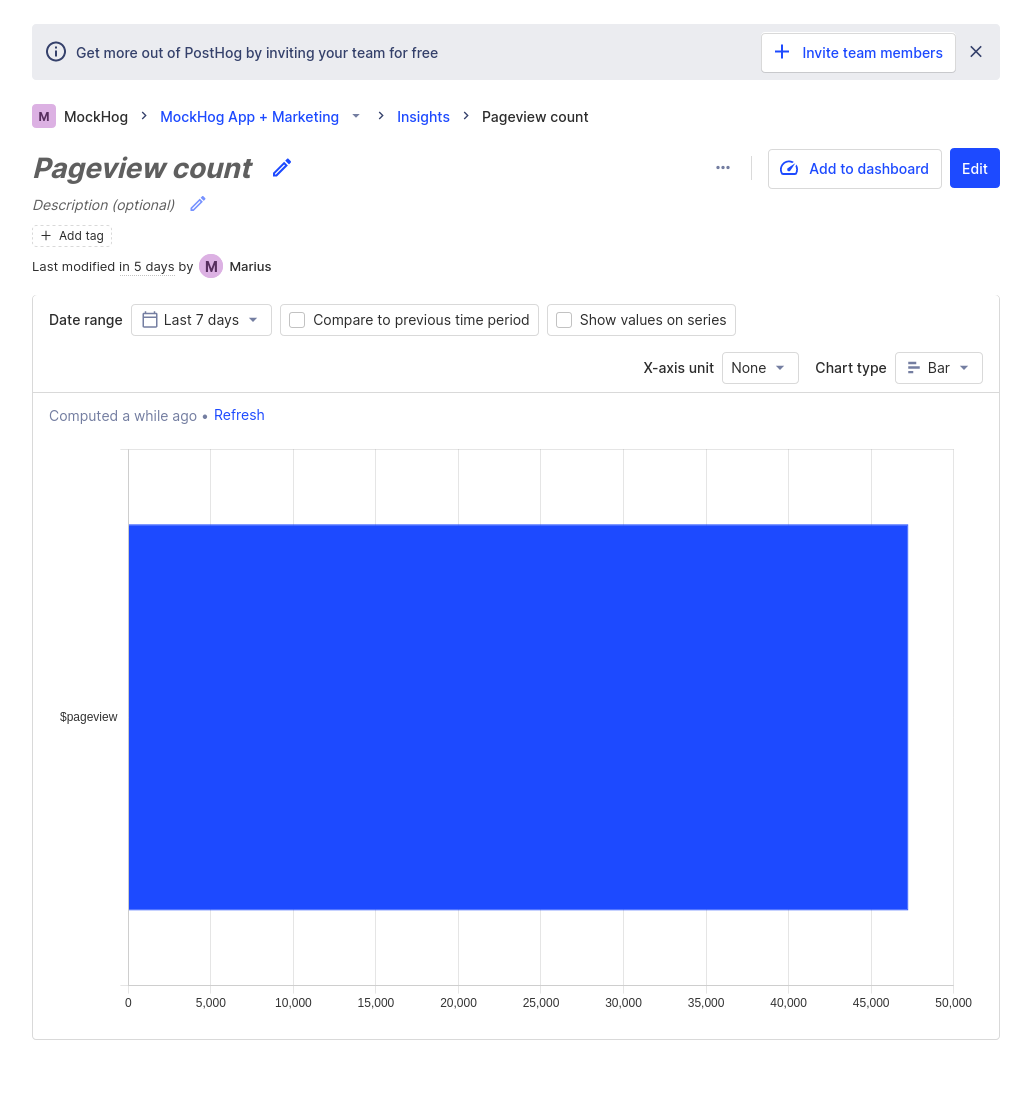 Get more out of PostHog by inviting your team for free
Invite team members
M MockHog MockHog App + Marketing Insights Pageview count
Pageview count
Add to dashboard
Edit
Description (optional)
Add tag
Last modified in 5 days by M Marius
Date range Last 7 days Compare to previous time period Show values on series
X-axis unit None Chart type Bar
Computed a while ago • Refresh
$pageview
0 5,000 10,000 15,000 20,000 25,000 30,000 35,000 40,000 45,000 50,000